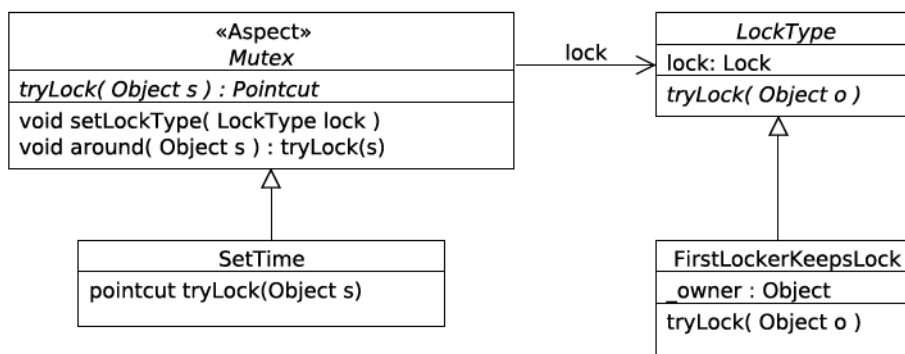 «Aspect»
Mutex
tryLock( Object s ) : Pointcut
void setLockType( LockType lock )
void around( Object s ) : tryLock(s)
lock
LockType
lock: Lock
tryLock( Object o )
SetTime
pointcut tryLock(Object s)
FirstLockerKeepsLock
_owner : Object
tryLock( Object o )